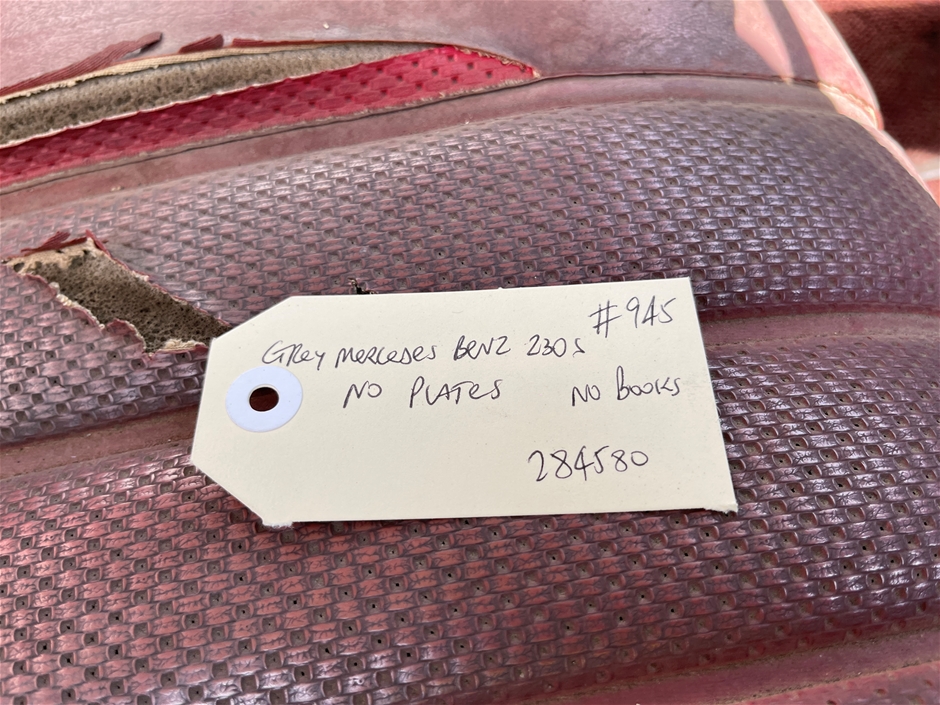 #945
GREY MERCEDES BENZ 230S
NO PLATES NO BOOKS
284580